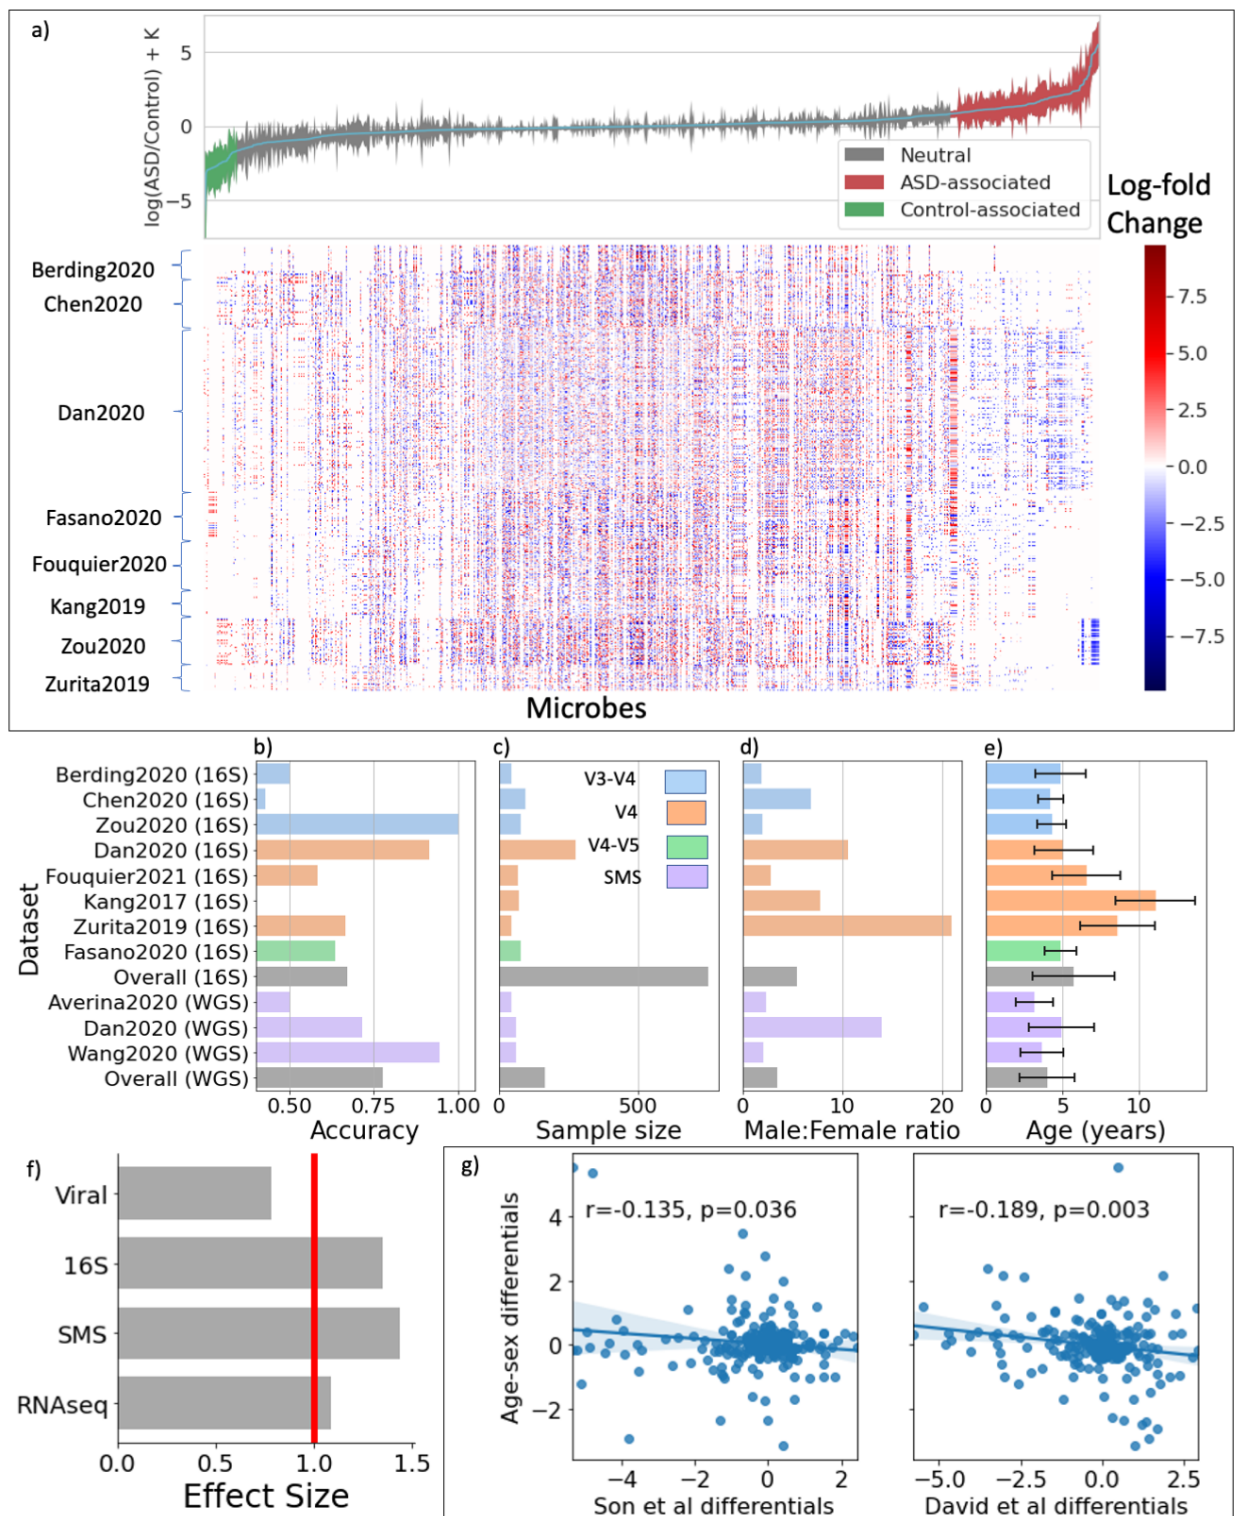 a)
log(ASD/Control) + K
5
0
−5
Neutral
ASD-associated
Control-associated
Log-fold
Change
7.5
5.0
2.5
0.0
−2.5
−5.0
−7.5
Berding2020
Chen2020
Dan2020
Fasano2020
Fouquier2020
Kang2019
Zou2020
Zurita2019
Microbes
b)
c)
d)
e)
Dataset
Berding2020 (16S)
Chen2020 (16S)
Zou2020 (16S)
Dan2020 (16S)
Fouquier2021 (16S)
Kang2017 (16S)
Zurita2019 (16S)
Fasano2020 (16S)
Overall (16S)
Averina2020 (WGS)
Dan2020 (WGS)
Wang2020 (WGS)
Overall (WGS)
V3-V4
V4
V4-V5
SMS
0.50 0.75 1.00
Accuracy
0 500
Sample size
0 10 20
Male:Female ratio
0 5 10
Age (years)
f)
Viral
16S
SMS
RNAseq
0.0 0.5 1.0 1.5
Effect Size
g)
Age-sex differentials
4
2
0
−2
r=-0.135, p=0.036
−4 −2 0 2
Son et al differentials
r=-0.189, p=0.003
−5.0 −2.5 0.0 2.5
David et al differentials